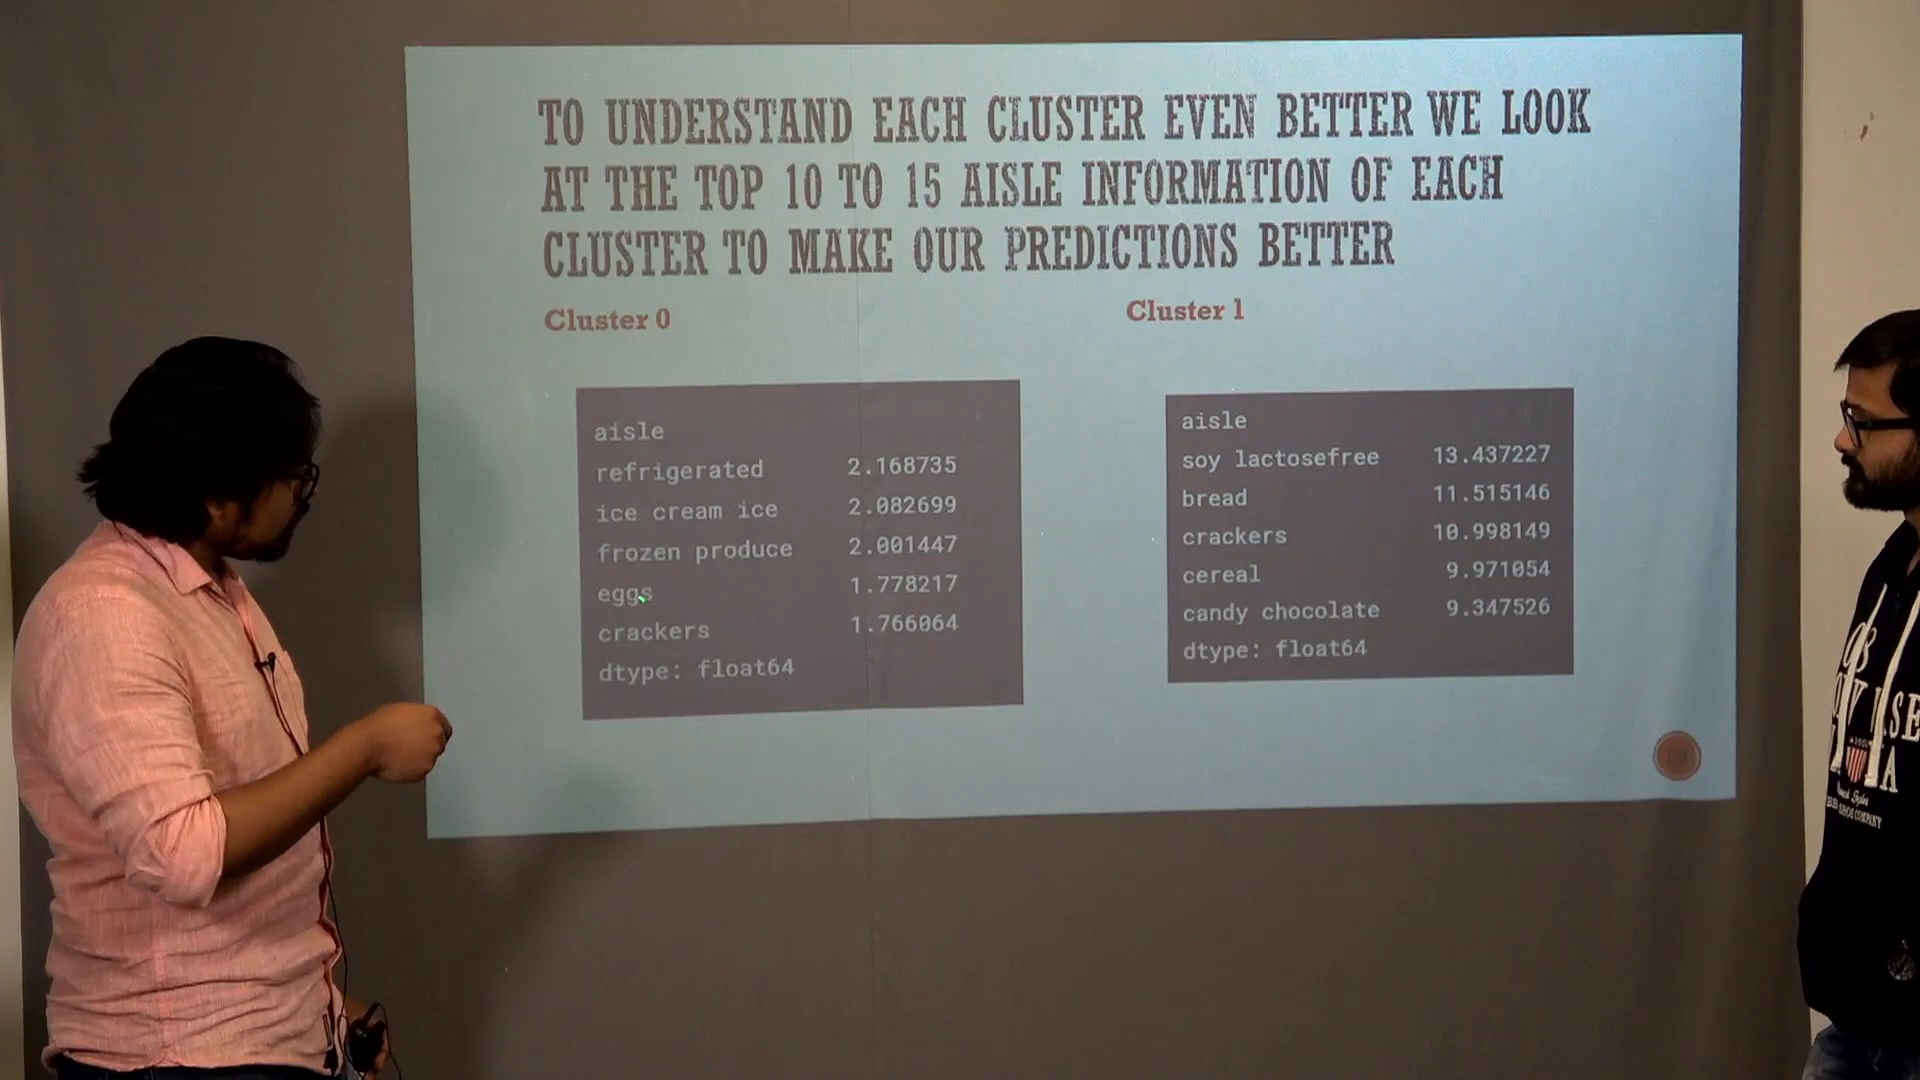 TO UNDERSTAND EACH CLUSTER EVEN BETTER WE LOOK
AT THE TOP 10 TO 15 AISLE INFORMATION OF EACH
CLUSTER TO MAKE OUR PREDICTIONS BETTER
Cluster 0
aisle
refrigerated 2.168735
ice cream ice 2.082699
frozen produce 2.001447
eggs 1.778217
crackers 1.766064
dtype: float64
Cluster 1
aisle
soy lactosefree 13.437227
bread 11.515146
crackers 10.998149
cereal 9.971054
candy chocolate 9.347526
dtype: float64